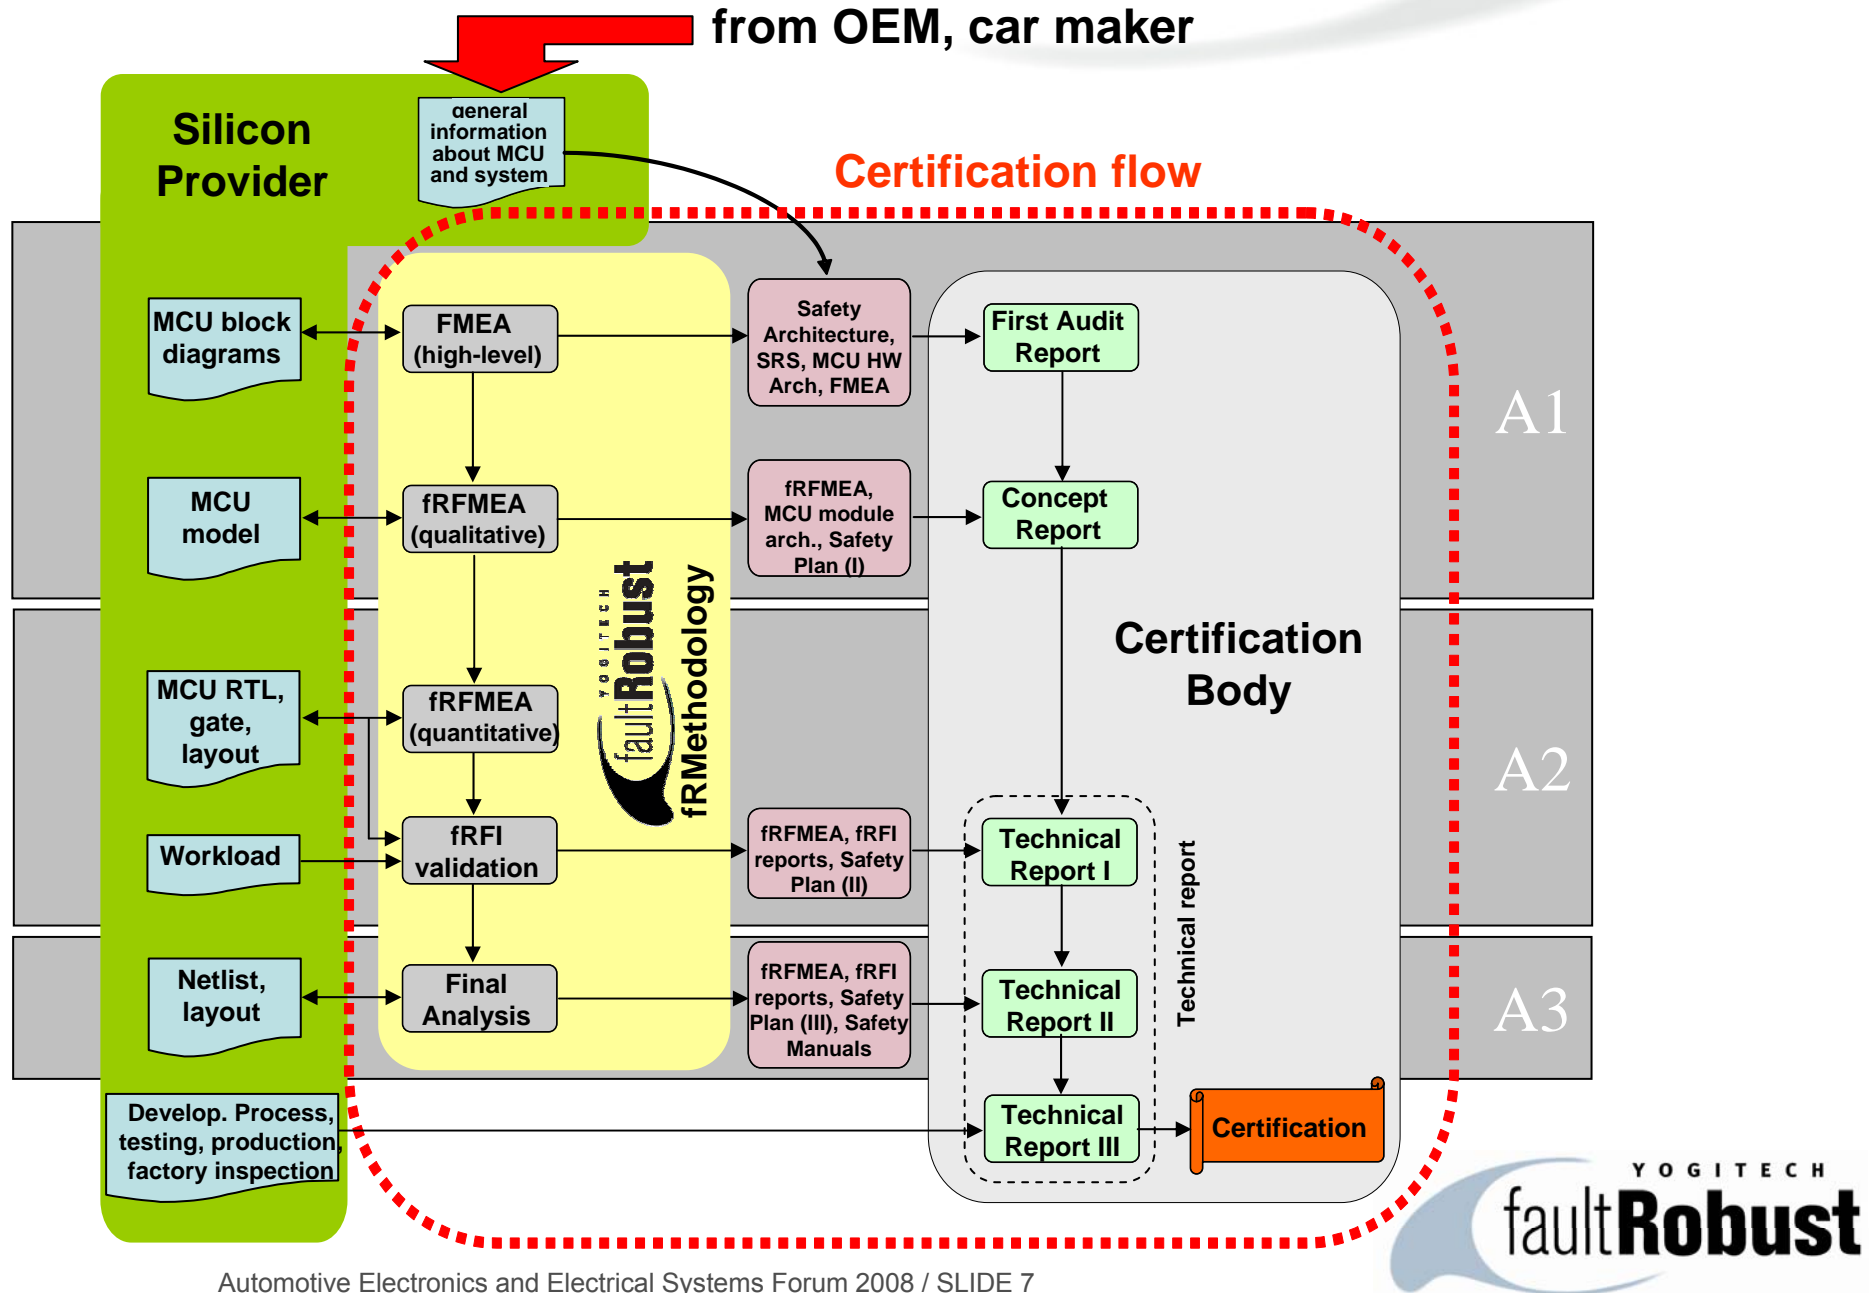 from OEM, car maker
Silicon
Provider
general
information
about MCU
and system
Certification flow
MCU block
diagrams
FMEA
(high-level)
Safety
Architecture,
SRS, MCU HW
Arch, FMEA
First Audit
Report
A1
MCU
model
fRFMEA
(qualitative)
fRFMEA,
MCU module
arch., Safety
Plan (I)
Concept
Report
YOGITECH
faultRobust
fRMethodology
Certification
Body
MCU RTL,
gate,
layout
fRFMEA
(quantitative)
A2
Workload
fRFI
validation
fRFMEA, fRFI
reports, Safety
Plan (II)
Technical
Report I
Technical report
Netlist,
layout
Final
Analysis
fRFMEA, fRFI
reports, Safety
Plan (III), Safety
Manuals
Technical
Report II
A3
Develop. Process,
testing, production,
factory inspection
Technical
Report III
Certification
YOGITECH
faultRobust
Automotive Electronics and Electrical Systems Forum 2008 / SLIDE 7